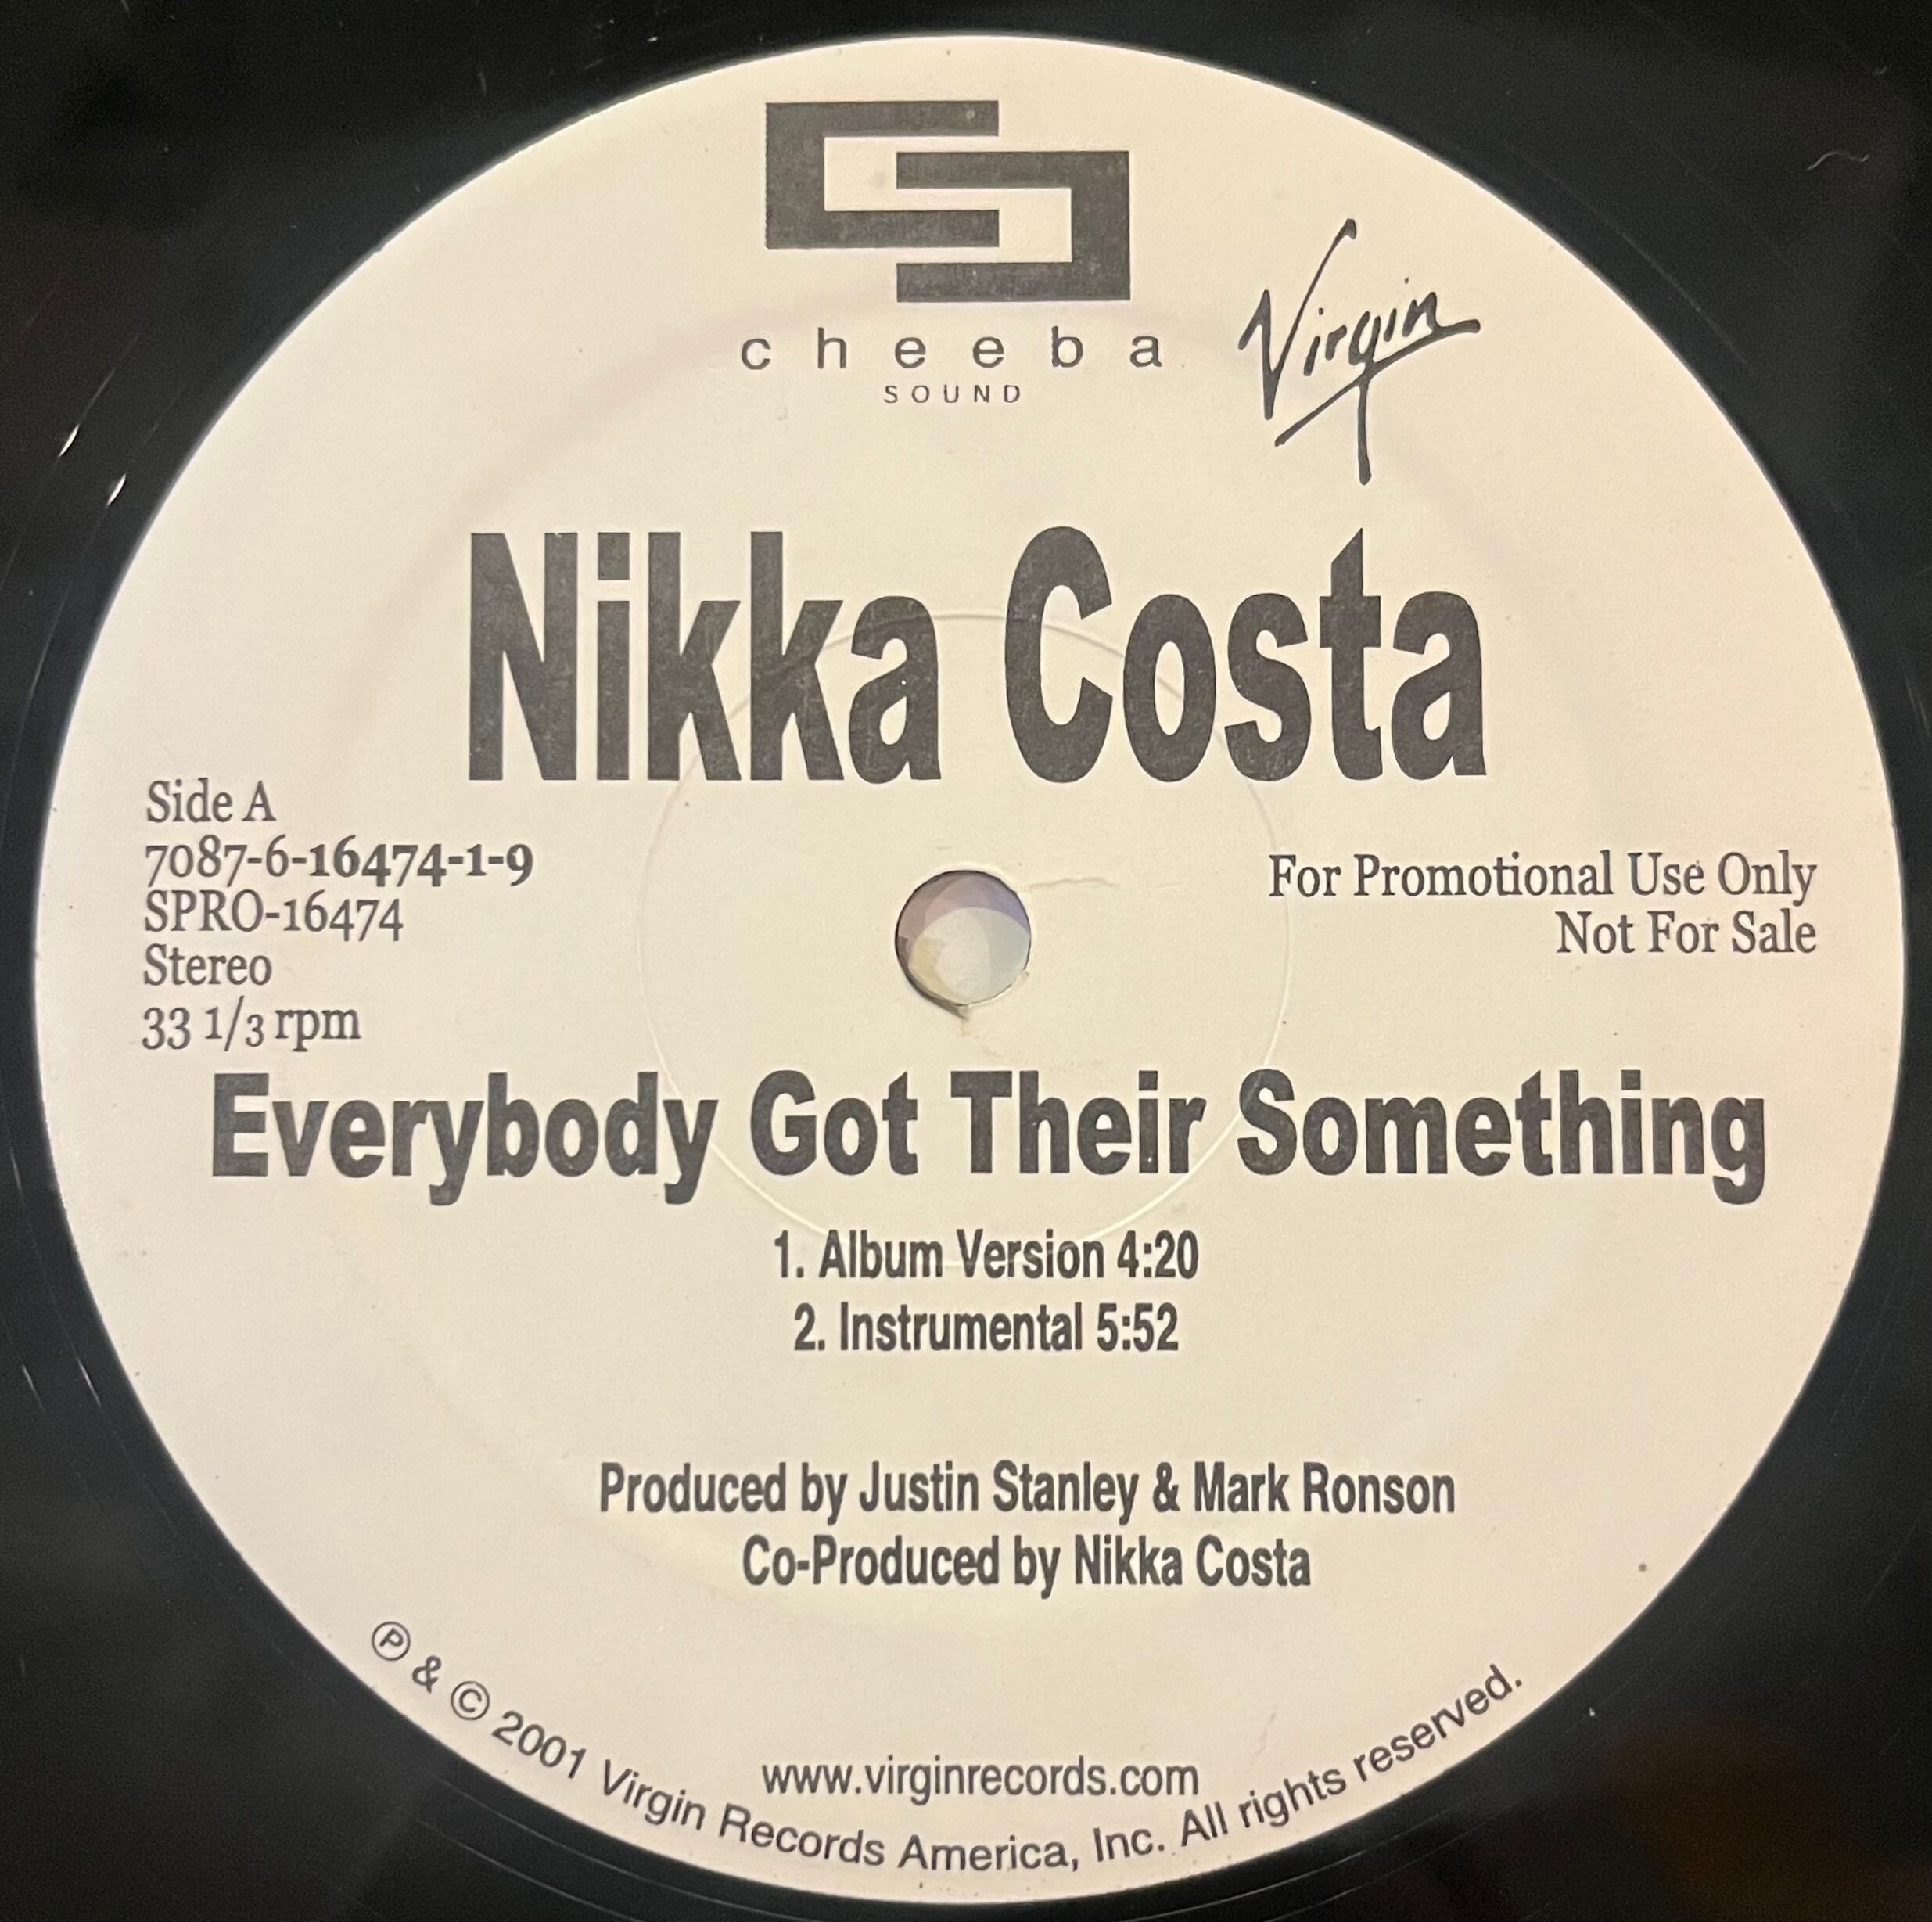 cheeba
SOUND
Virgin
Nikka Costa
Side A
7087-6-16474-1-9
SPRO-16474
Stereo
33 1/3 rpm
For Promotional Use Only
Not For Sale
Everybody Got Their Something
1. Album Version 4:20
2. Instrumental 5:52
Produced by Justin Stanley & Mark Ronson
Co-Produced by Nikka Costa
www.virginrecords.com
℗ & © 2001 Virgin Records America, Inc. All rights reserved.